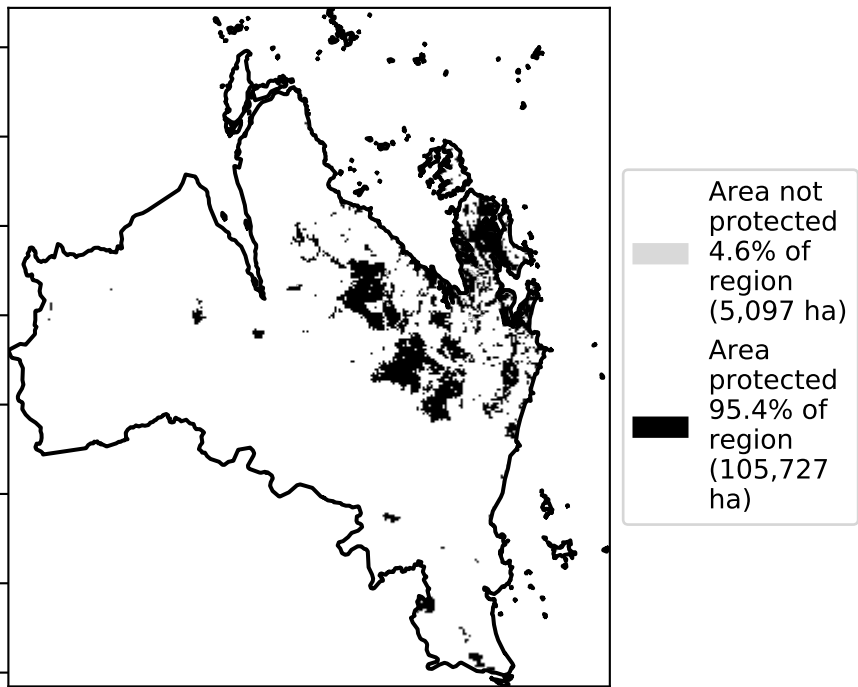 Area not
protected
4.6% of
region
(5,097 ha)
Area
protected
95.4% of
region
(105,727
ha)